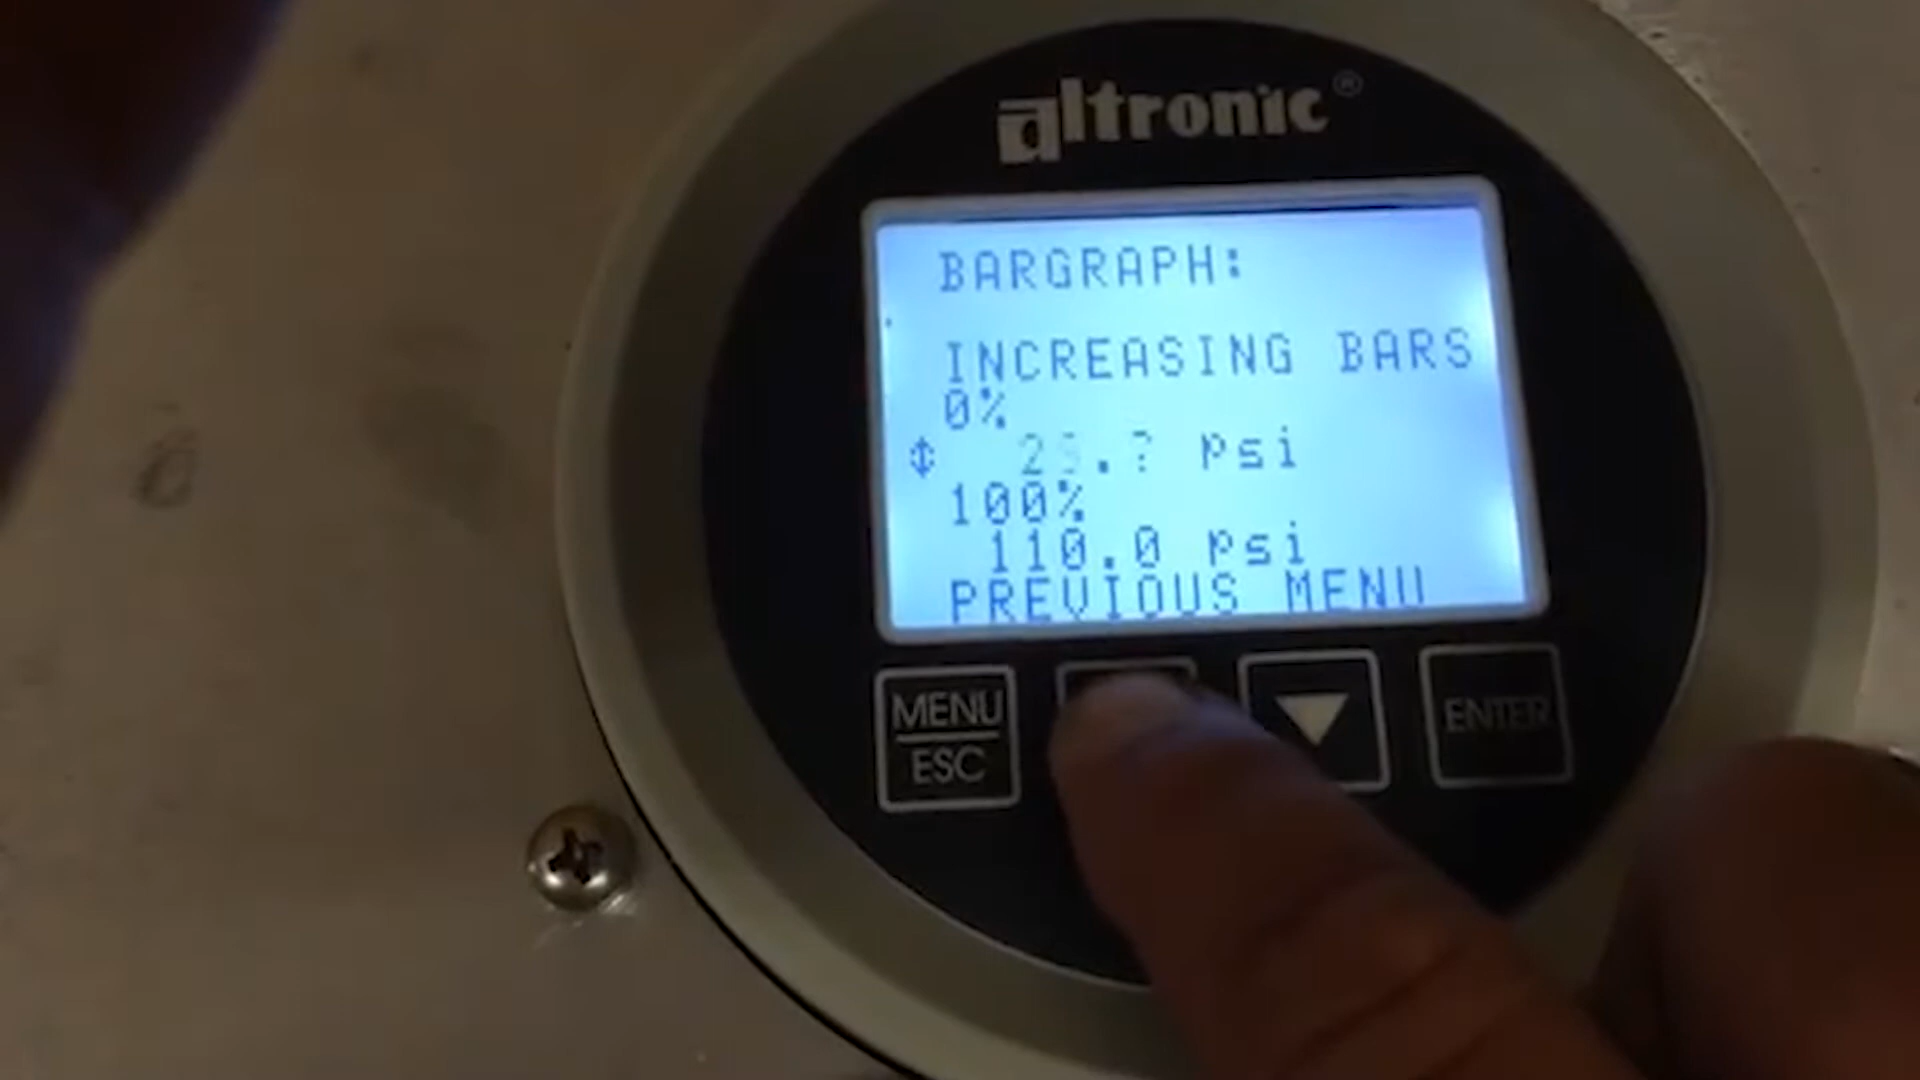 altronic®
BARGRAPH:
INCREASING BARS
0%
psi
100%
110.0 psi
PREVIOUS MENU
MENU
ESC
ENTER